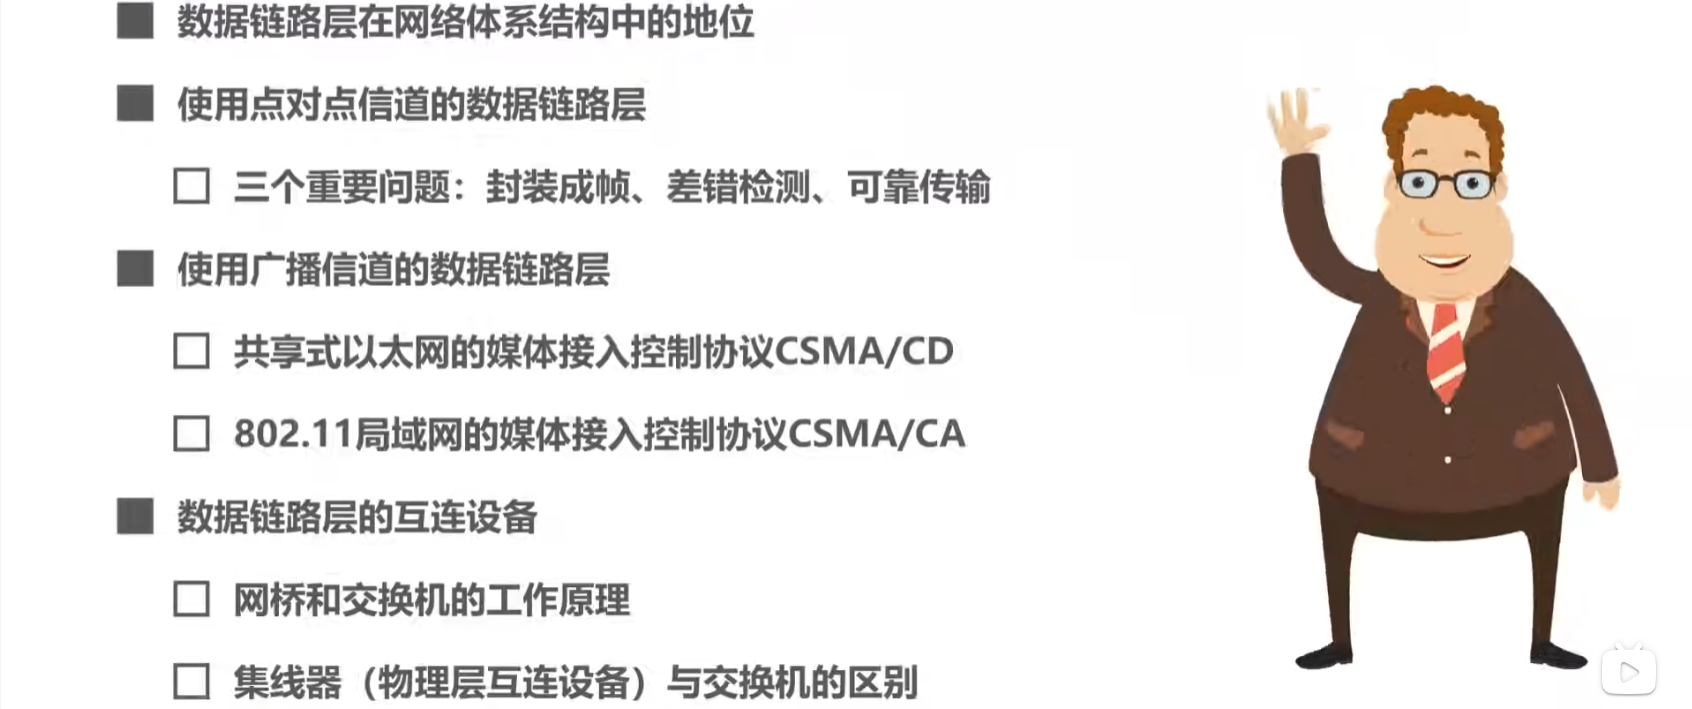 数据链路层在网络体系结构中的地位
使用点对点信道的数据链路层
三个重要问题：封装成帧、差错检测、可靠传输
使用广播信道的数据链路层
共享式以太网的媒体接入控制协议CSMA/CD
802.11局域网的媒体接入控制协议CSMA/CA
数据链路层的互连设备
网桥和交换机的工作原理
集线器（物理层互连设备）与交换机的区别